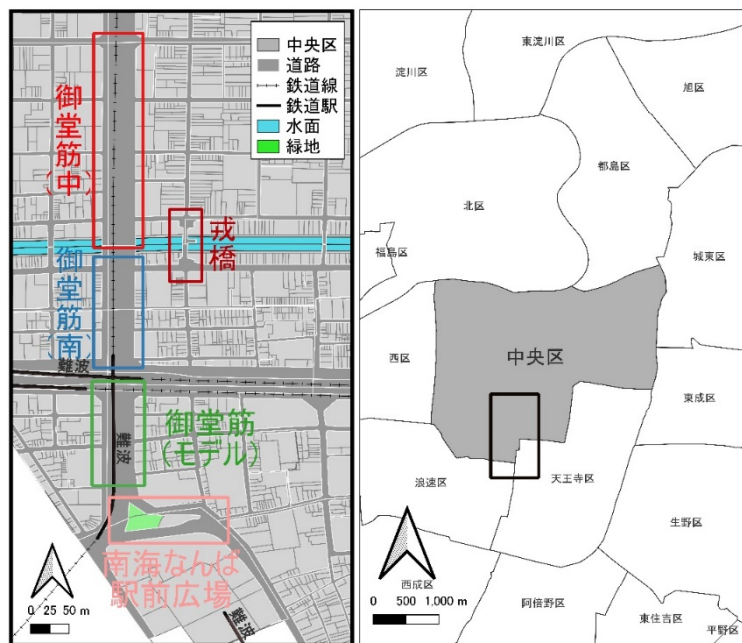 中央区
道路
鉄道線
鉄道駅
水面
緑地
御堂筋(中)
戎橋
御堂筋(南)
難波
御堂筋
(モデル)
難波
南海なんば
駅前広場
難波
0 25 50 m
東淀川区
淀川区
旭区
都島区
北区
福島区
城東区
西区
中央区
東成区
浪速区
天王寺区
生野区
西成区
阿倍野区
東住吉区
平野区
0 500 1,000 m